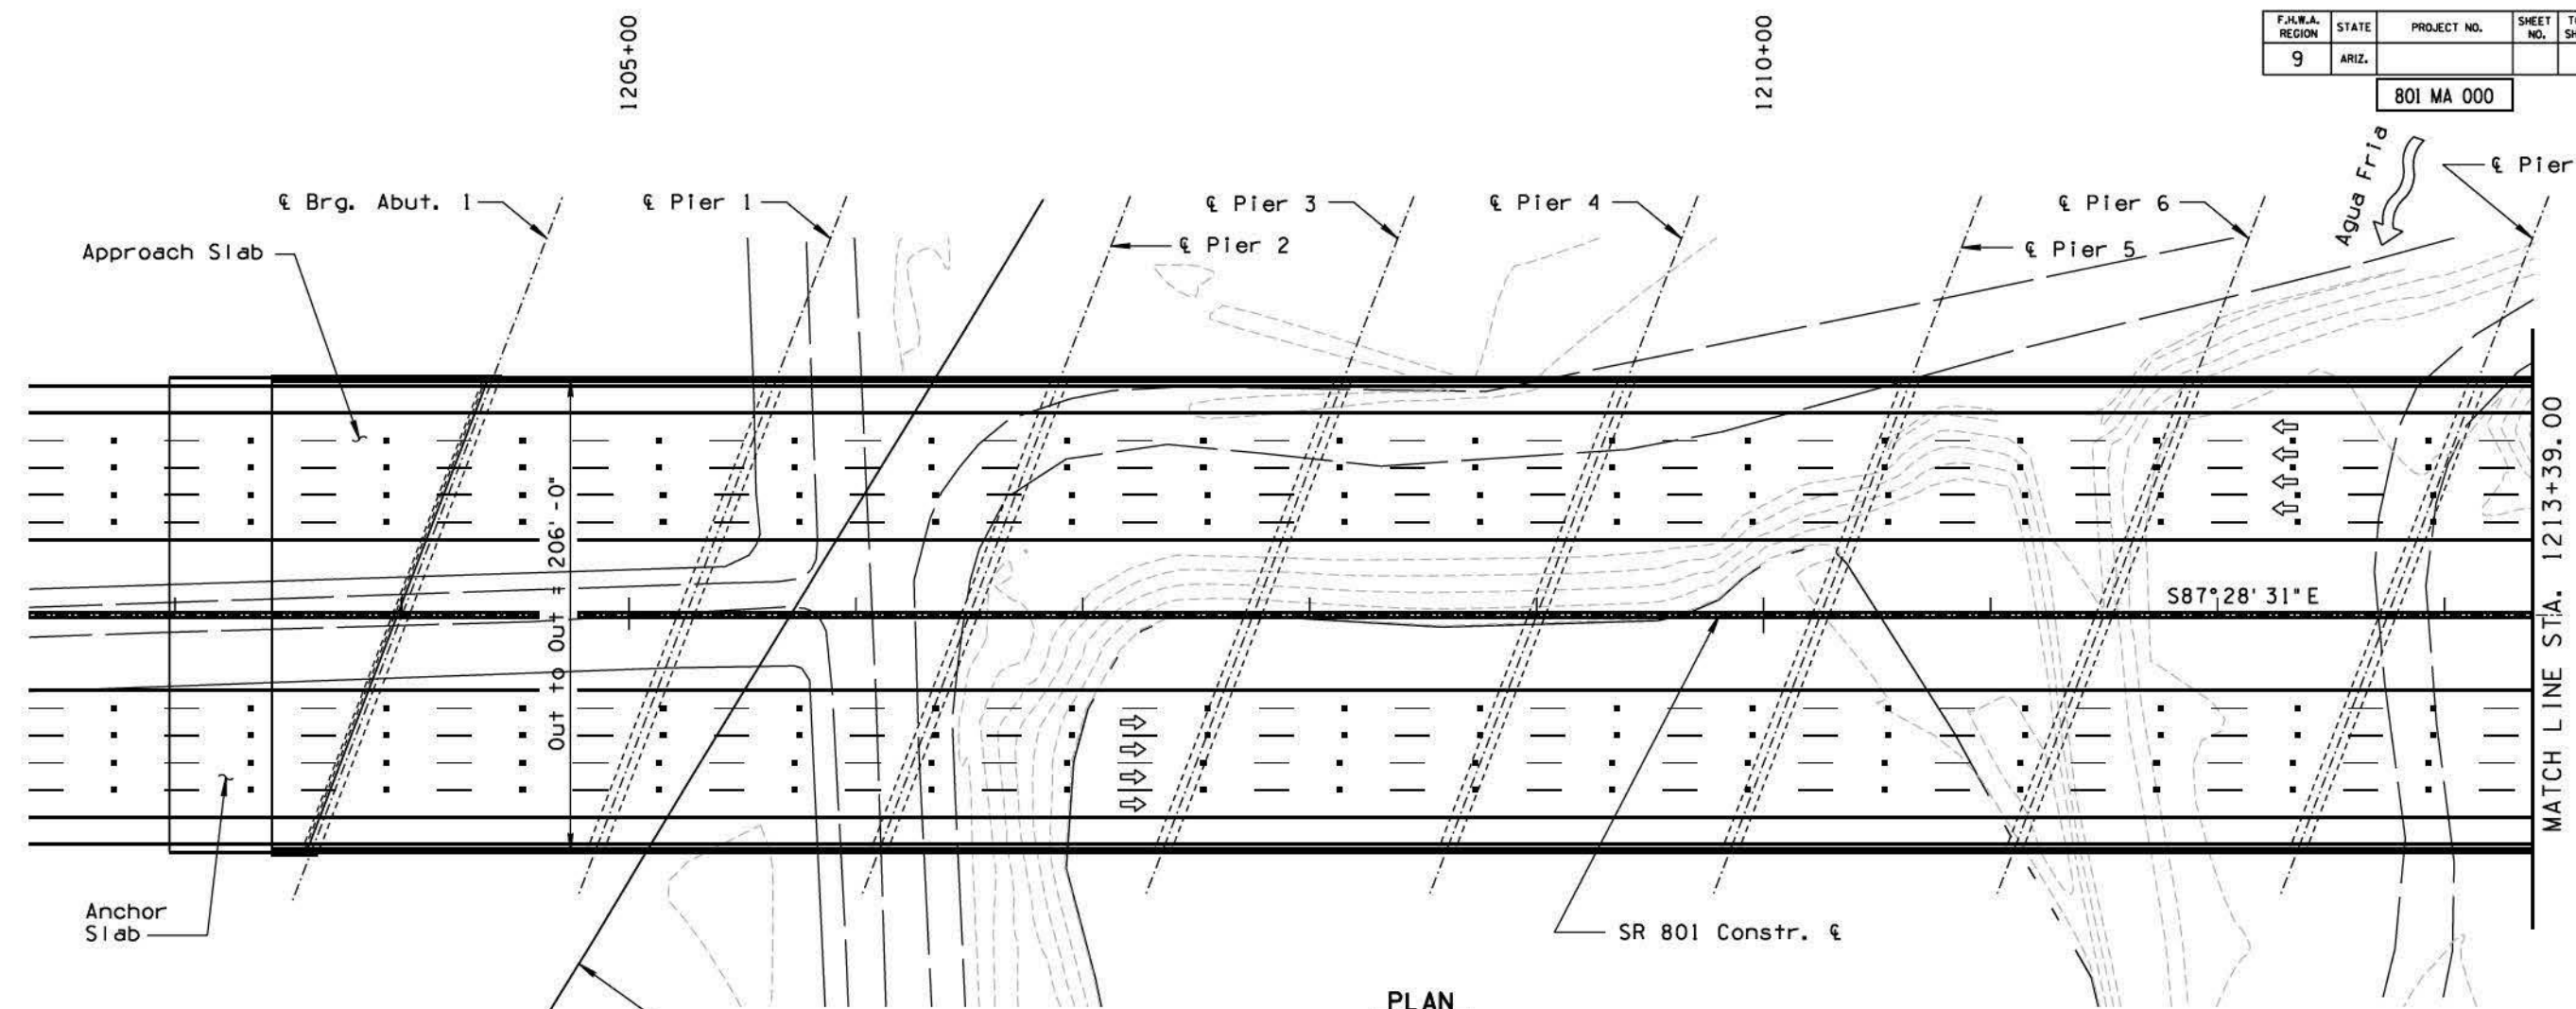 1205+00
1210+00
F.H.W.A. REGION
STATE
PROJECT NO.
SHEET NO.
9
ARIZ.
801 MA 000
Agua Fria
℄ Brg. Abut. 1
℄ Pier 1
℄ Pier 2
℄ Pier 3
℄ Pier 4
℄ Pier 5
℄ Pier 6
℄ Pier
Approach Slab
Out to Out = 206'-0"
S87°28'31"E
MATCH LINE STA. 1213+39.00
Anchor
Slab
SR 801 Constr. ℄
PLAN